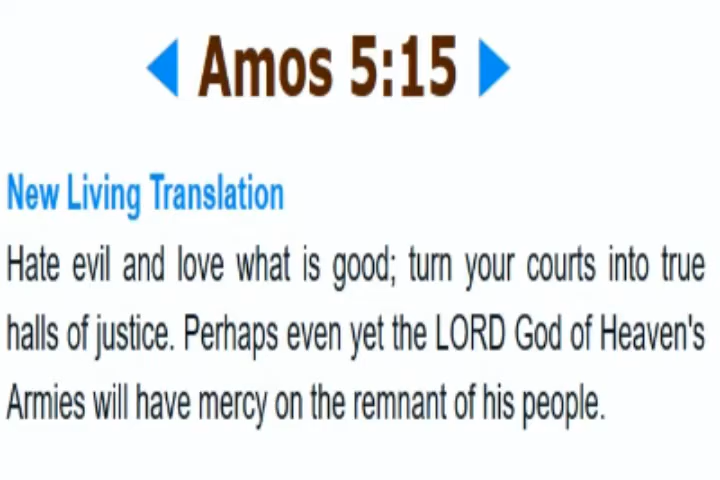 Amos 5:15
New Living Translation
Hate evil and love what is good; turn your courts into true
halls of justice. Perhaps even yet the LORD God of Heaven's
Armies will have mercy on the remnant of his people.